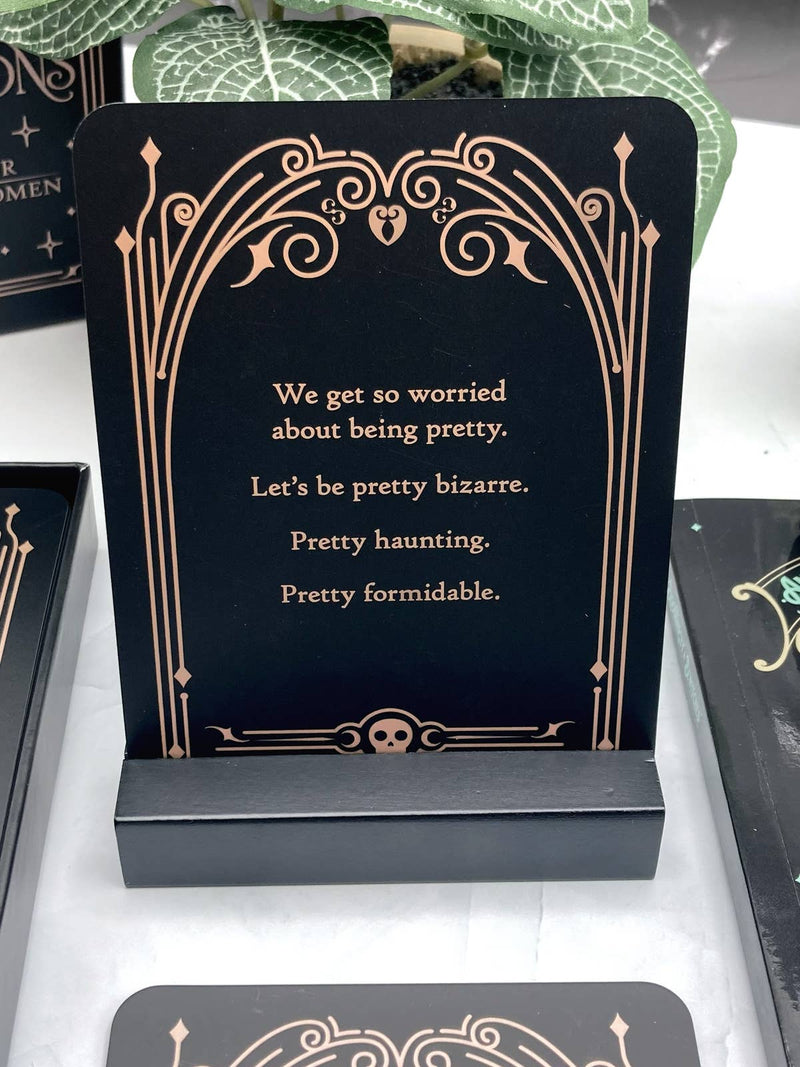 We get so worried
about being pretty.
Let's be pretty bizarre.
Pretty haunting.
Pretty formidable.